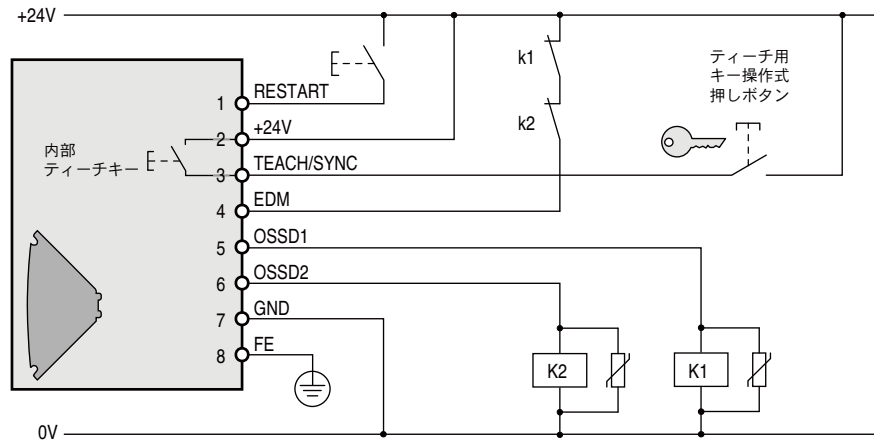 +24V
k1
k2
ティーチ用
キー操作式
押しボタン
1 RESTART
2 +24V
内部
ティーチキー
3 TEACH/SYNC
4 EDM
5 OSSD1
6 OSSD2
7 GND
8 FE
K2
K1
0V